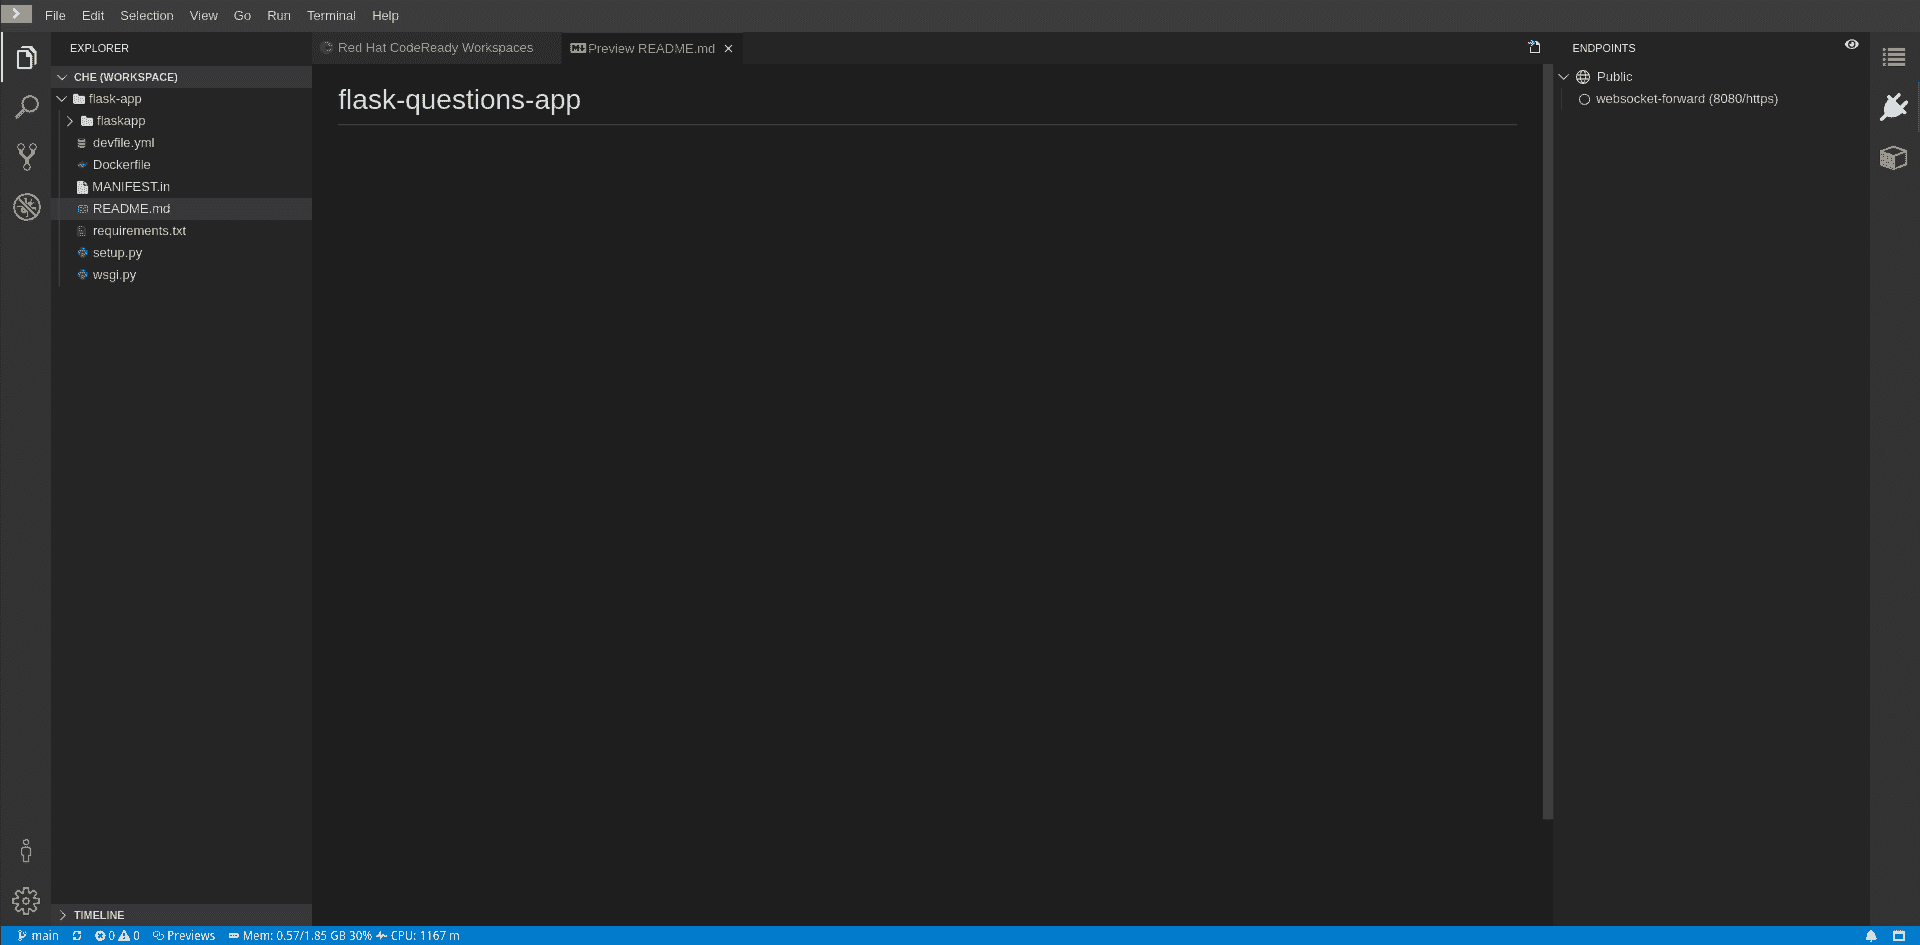 File Edit Selection View Go Run Terminal Help
EXPLORER
CHE (WORKSPACE)
flask-app
flaskapp
devfile.yml
Dockerfile
MANIFEST.in
README.md
requirements.txt
setup.py
wsgi.py
TIMELINE
Red Hat CodeReady Workspaces
Preview README.md
flask-questions-app
ENDPOINTS
Public
websocket-forward (8080/https)
main 0 0 Previews Mem: 0.57/1.85 GB 30% CPU: 1167 m